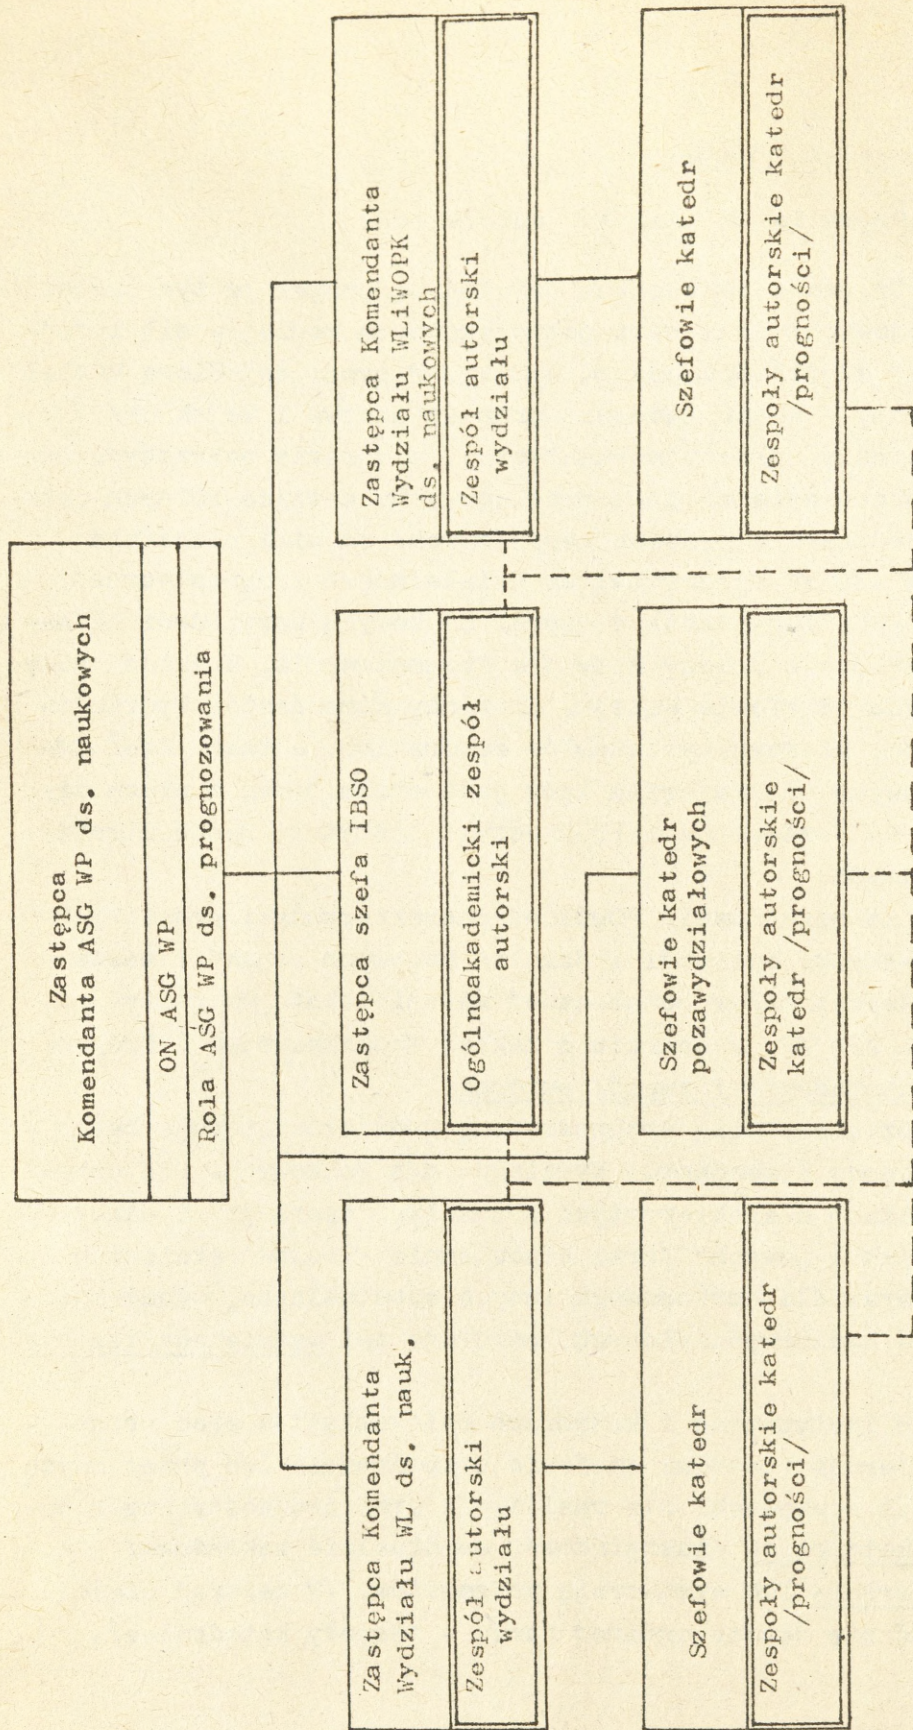 Zastępca
Komendanta ASG WP ds. naukowych
ON ASG WP
Rola ASG WP ds. prognozowania
Zastępca Komendanta
Wydziału WL ds. nauk.
Zespół autorski
wydziału
Zastępca szefa IBSO
Ogólnoakademicki zespół
autorski
Zastępca Komendanta
Wydziału WLiWOPK
ds. naukowych
Zespół autorski
wydziału
Szefowie katedr
Zespoły autorskie katedr
/progności/
Szefowie katedr
pozawydziałowych
Zespoły autorskie
katedr /progności/
Szefowie katedr
Zespoły autorskie katedr
/progności/